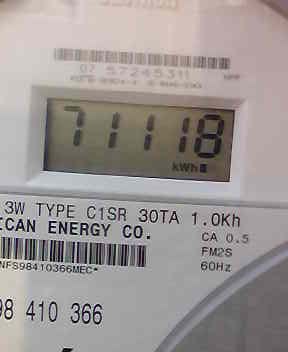 07 57245311
71118
kWh
3W TYPE C1SR 30TA 1.0Kh
ICAN ENERGY CO.
CA 0.5
FM2S
60Hz
NFS98410366MEC*
98 410 366